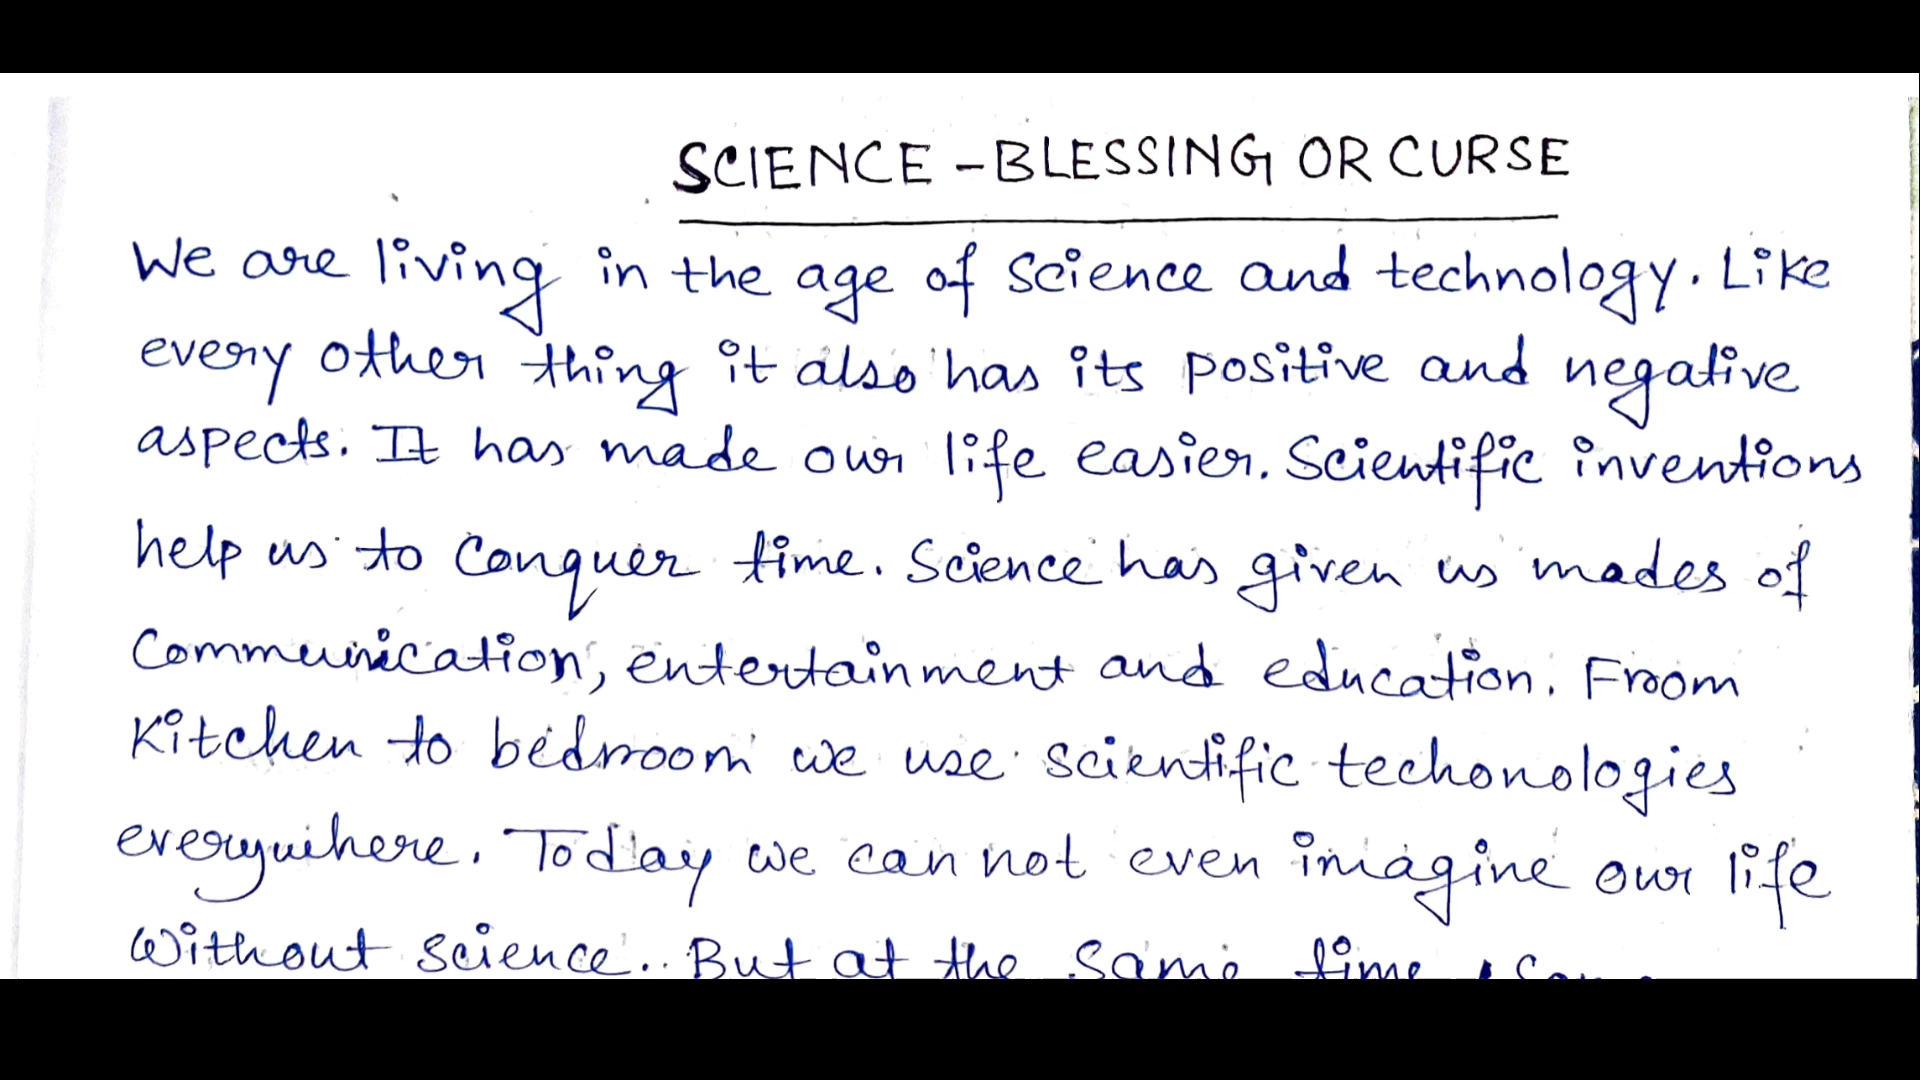 SCIENCE - BLESSING OR CURSE
We are living in the age of science and technology. Like
every other thing it also has its positive and negative
aspects. It has made our life easier. Scientific inventions
help us to conquer time. Science has given us modes of
Communication, entertainment and education. From
Kitchen to bedroom we use scientific techonologies
everywhere. Today we can not even imagine our life
without science.. But at the same time